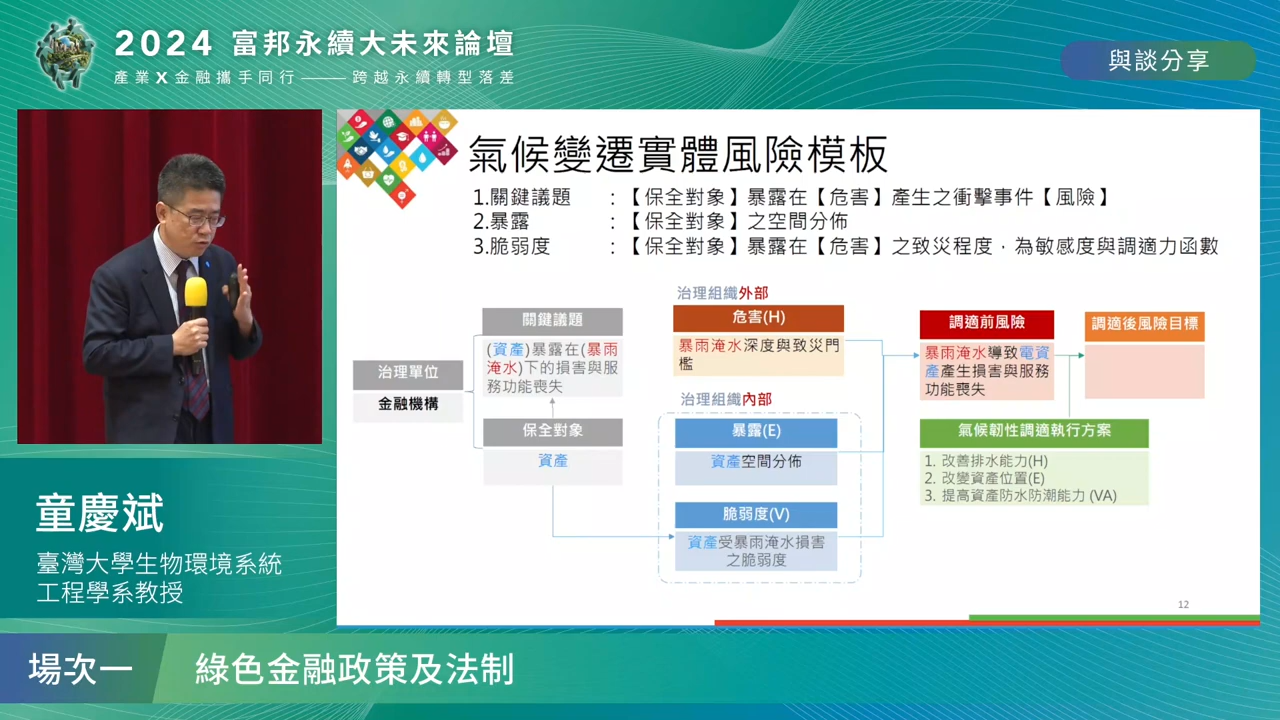 2024 富邦永續大未來論壇
產業X金融攜手同行——跨越永續轉型落差
與談分享
氣候變遷實體風險模板
1.關鍵議題 :【保全對象】暴露在【危害】產生之衝擊事件【風險】
2.暴露 :【保全對象】之空間分佈
3.脆弱度 :【保全對象】暴露在【危害】之致災程度，為敏感度與調適力函數
治理單位
金融機構
關鍵議題
(資產)暴露在(暴雨
淹水)下的損害與服
務功能喪失
保全對象
資產
治理組織外部
危害(H)
暴雨淹水深度與致災門
檻
治理組織內部
暴露(E)
資產空間分佈
脆弱度(V)
資產受暴雨淹水損害
之脆弱度
調適前風險
暴雨淹水導致電資
產產生損害與服務
功能喪失
調適後風險目標
氣候韌性調適執行方案
1. 改善排水能力(H)
2. 改變資產位置(E)
3. 提高資產防水防潮能力 (VA)
12
童慶斌
臺灣大學生物環境系統
工程學系教授
場次一
綠色金融政策及法制